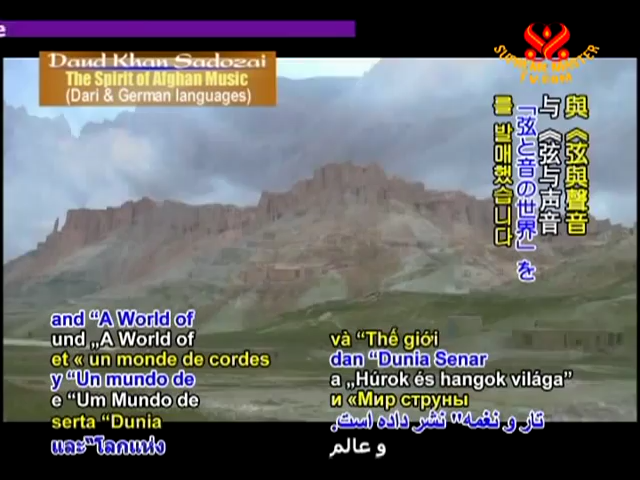 e
SUPREME MASTER
TELEVISION
Daud Khan Sadozai
The Spirit of Afghan Music
(Dari & German languages)
與《弦與聲音
与《弦与声音
「弦と音の世界」を
를 발매했습니다
and “A World of
und „A World of
et « un monde de cordes
y “Un mundo de
e “Um Mundo de
serta “Dunia
และ“โลกแห่ง
và “Thế giới
dan “Dunia Senar
a „Húrok és hangok világa”
и «Мир струны
تار و نغمه" نشر داده است.
و عالم